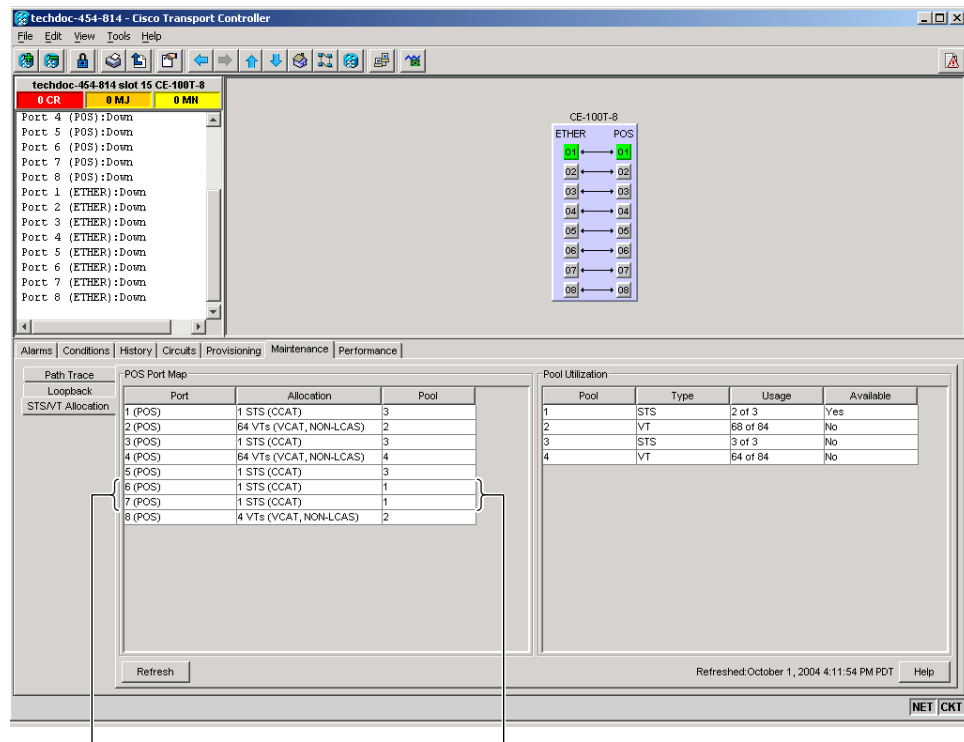 techdoc-454-814 - Cisco Transport Controller
File Edit View Tools Help
techdoc-454-814 slot 15 CE-100T-8
0 CR 0 MJ 0 MN
Port 4 (POS):Down
Port 5 (POS):Down
Port 6 (POS):Down
Port 7 (POS):Down
Port 8 (POS):Down
Port 1 (ETHER):Down
Port 2 (ETHER):Down
Port 3 (ETHER):Down
Port 4 (ETHER):Down
Port 5 (ETHER):Down
Port 6 (ETHER):Down
Port 7 (ETHER):Down
Port 8 (ETHER):Down
CE-100T-8
ETHER POS
01 01
02 02
03 03
04 04
05 05
06 06
07 07
08 08
Alarms Conditions History Circuits Provisioning Maintenance Performance
Path Trace
Loopback
STS/VT Allocation
POS Port Map
Port Allocation Pool
1 (POS) 1 STS (CCAT) 3
2 (POS) 64 VTs (VCAT, NON-LCAS) 2
3 (POS) 1 STS (CCAT) 3
4 (POS) 64 VTs (VCAT, NON-LCAS) 4
5 (POS) 1 STS (CCAT) 3
6 (POS) 1 STS (CCAT) 1
7 (POS) 1 STS (CCAT) 1
8 (POS) 4 VTs (VCAT, NON-LCAS) 2
Pool Utilization
Pool Type Usage Available
1 STS 2 of 3 Yes
2 VT 68 of 84 No
3 STS 3 of 3 No
4 VT 64 of 84 No
Refresh
Refreshed:October 1, 2004 4:11:54 PM PDT
Help
NET CKT